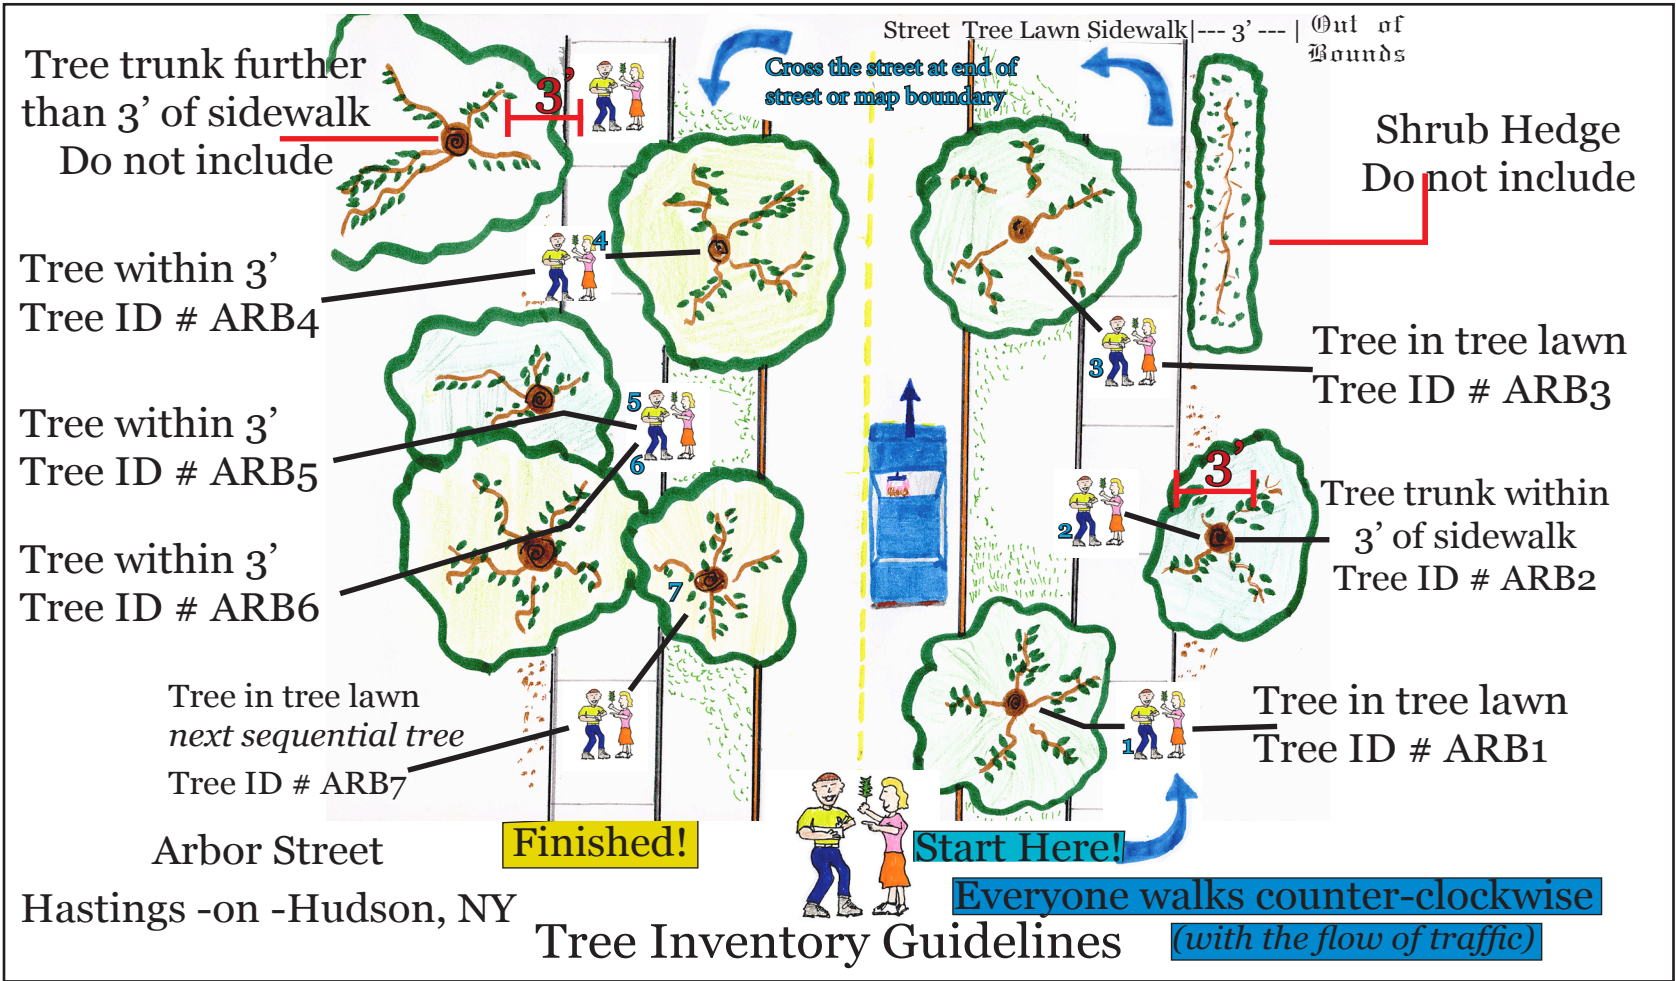 Street Tree Lawn Sidewalk|--- 3’ --- | Out of
Bounds
Tree trunk further
than 3’ of sidewalk
Do not include
3’
Cross the street at end of
street or map boundary
Shrub Hedge
Do not include
Tree within 3’
Tree ID # ARB4
4
Tree in tree lawn
Tree ID # ARB3
3
Tree within 3’
Tree ID # ARB5
5
6
3’
Tree trunk within
3’ of sidewalk
Tree ID # ARB2
2
Tree within 3’
Tree ID # ARB6
7
Tree in tree lawn
next sequential tree
Tree ID # ARB7
Tree in tree lawn
Tree ID # ARB1
1
Arbor Street
Hastings -on -Hudson, NY
Finished!
Start Here!
Everyone walks counter-clockwise
(with the flow of traffic)
Tree Inventory Guidelines